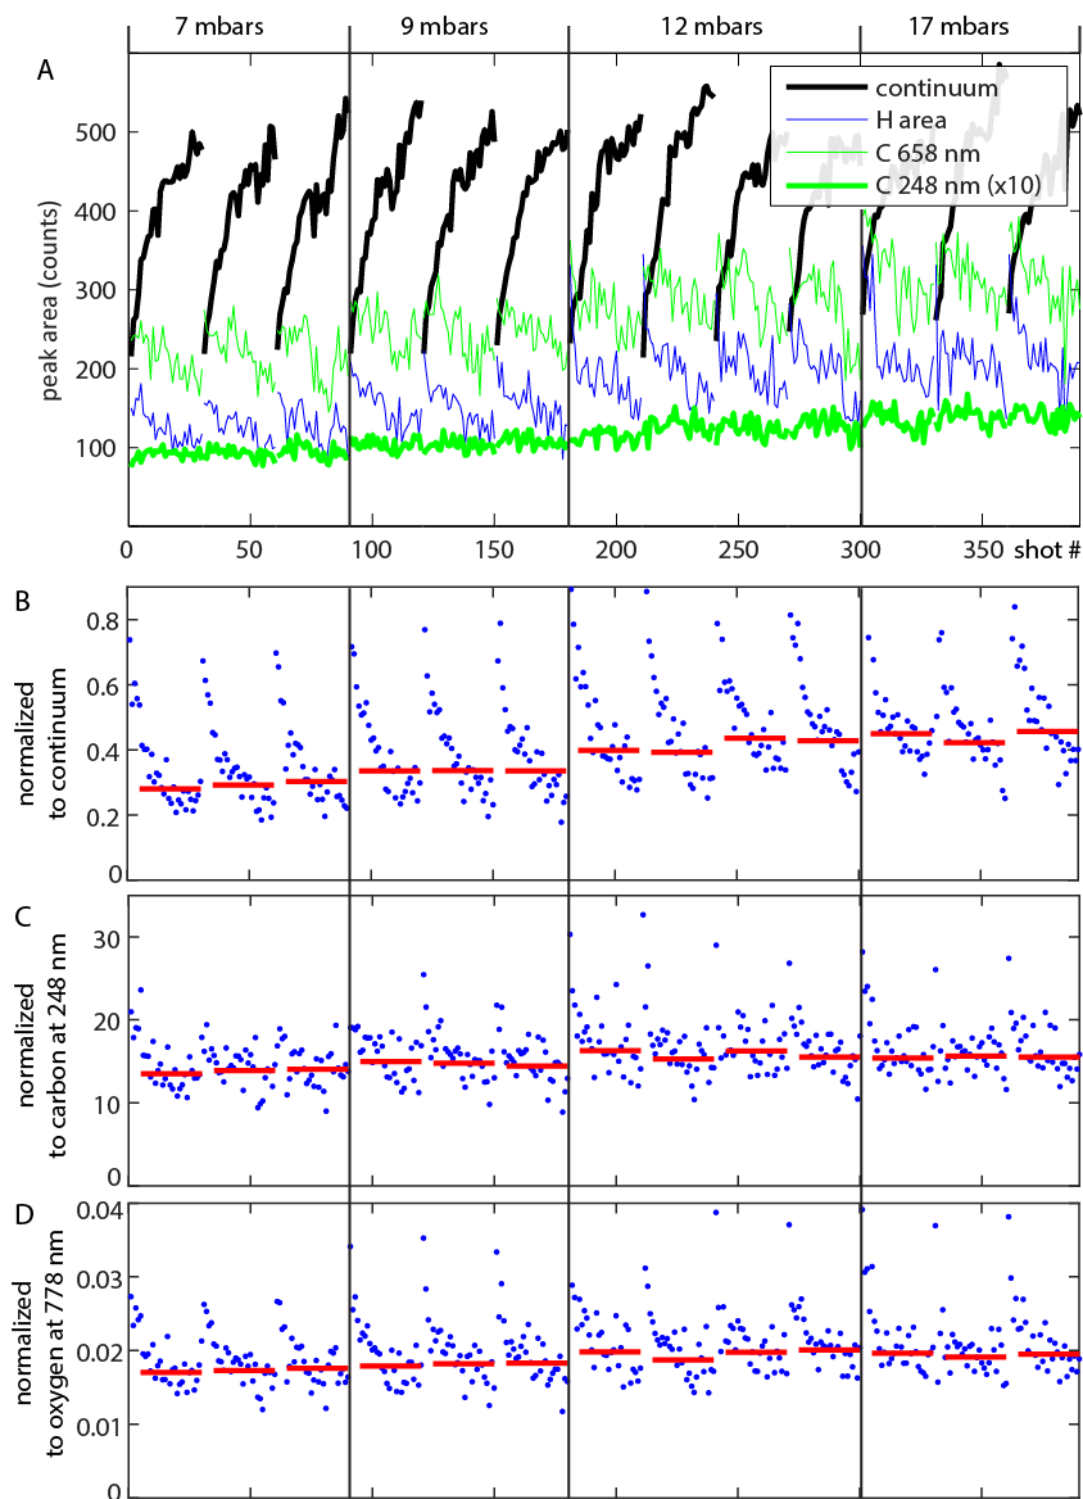 7 mbars 9 mbars 12 mbars 17 mbars
A
continuum
H area
C 658 nm
C 248 nm (x10)
peak area (counts)
500
400
300
200
100
0 50 100 150 200 250 300 350 shot #
B
normalized
to continuum
0.8
0.6
0.4
0.2
0
C
normalized
to carbon at 248 nm
30
20
10
0
D
normalized
to oxygen at 778 nm
0.04
0.03
0.02
0.01
0